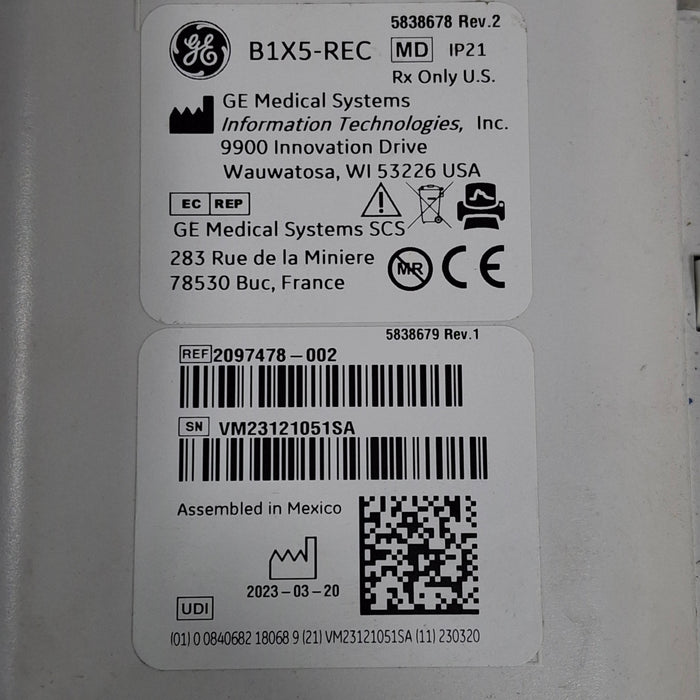 5838678 Rev.2
GE B1X5-REC MD IP21
Rx Only U.S.
GE Medical Systems
Information Technologies, Inc.
9900 Innovation Drive
Wauwatosa, WI 53226 USA
EC REP
GE Medical Systems SCS
283 Rue de la Miniere
78530 Buc, France
MR CE
5838679 Rev.1
REF 2097478-002
SN VM23121051SA
Assembled in Mexico
2023-03-20
UDI
(01) 0 0840682 18068 9 (21) VM23121051SA (11) 230320